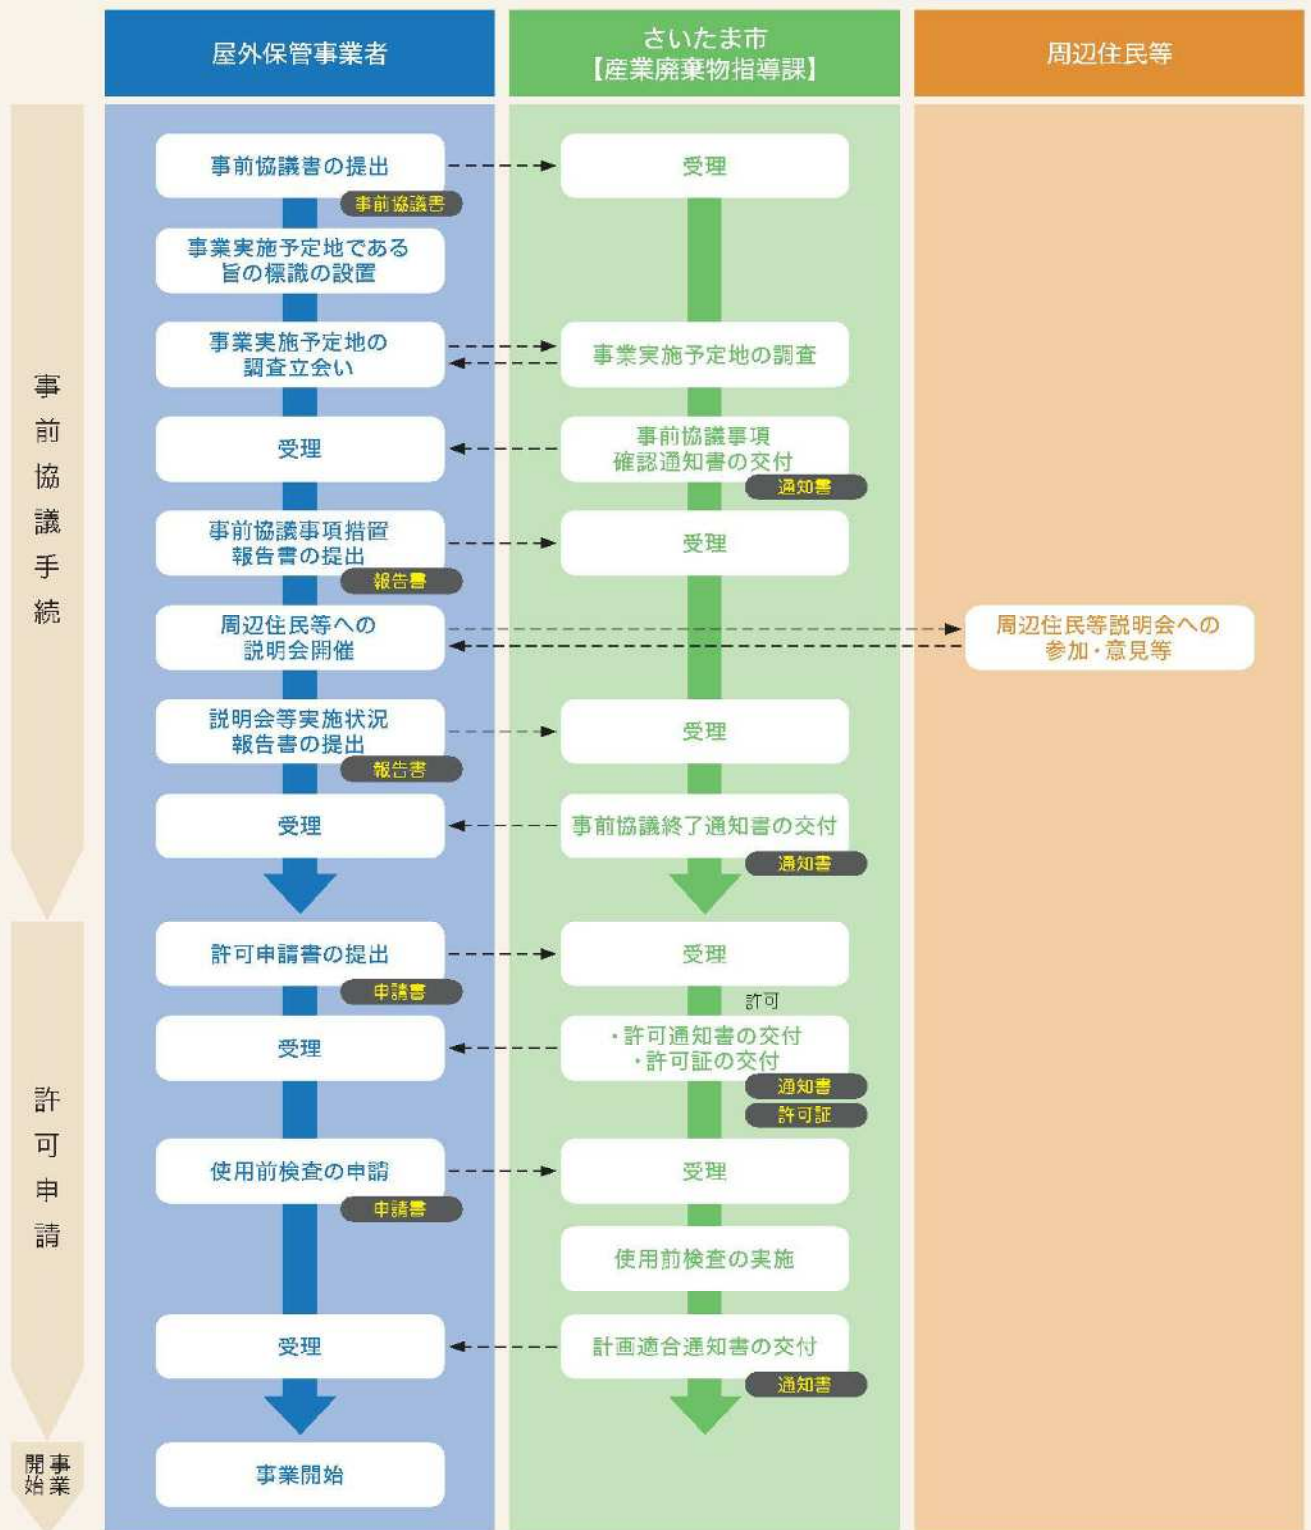 屋外保管事業者
さいたま市
【産業廃棄物指導課】
周辺住民等
事前協議手続
事前協議書の提出
事前協議書
受理
事業実施予定地である
旨の標識の設置
事業実施予定地の
調査立会い
事業実施予定地の調査
受理
事前協議事項
確認通知書の交付
通知書
事前協議事項措置
報告書の提出
報告書
受理
周辺住民等への
説明会開催
周辺住民等説明会への
参加・意見等
説明会等実施状況
報告書の提出
報告書
受理
受理
事前協議終了通知書の交付
通知書
許可申請
許可申請書の提出
申請書
受理
許可
受理
・許可通知書の交付
・許可証の交付
通知書
許可証
使用前検査の申請
申請書
受理
使用前検査の実施
受理
計画適合通知書の交付
通知書
事業
開始
事業開始